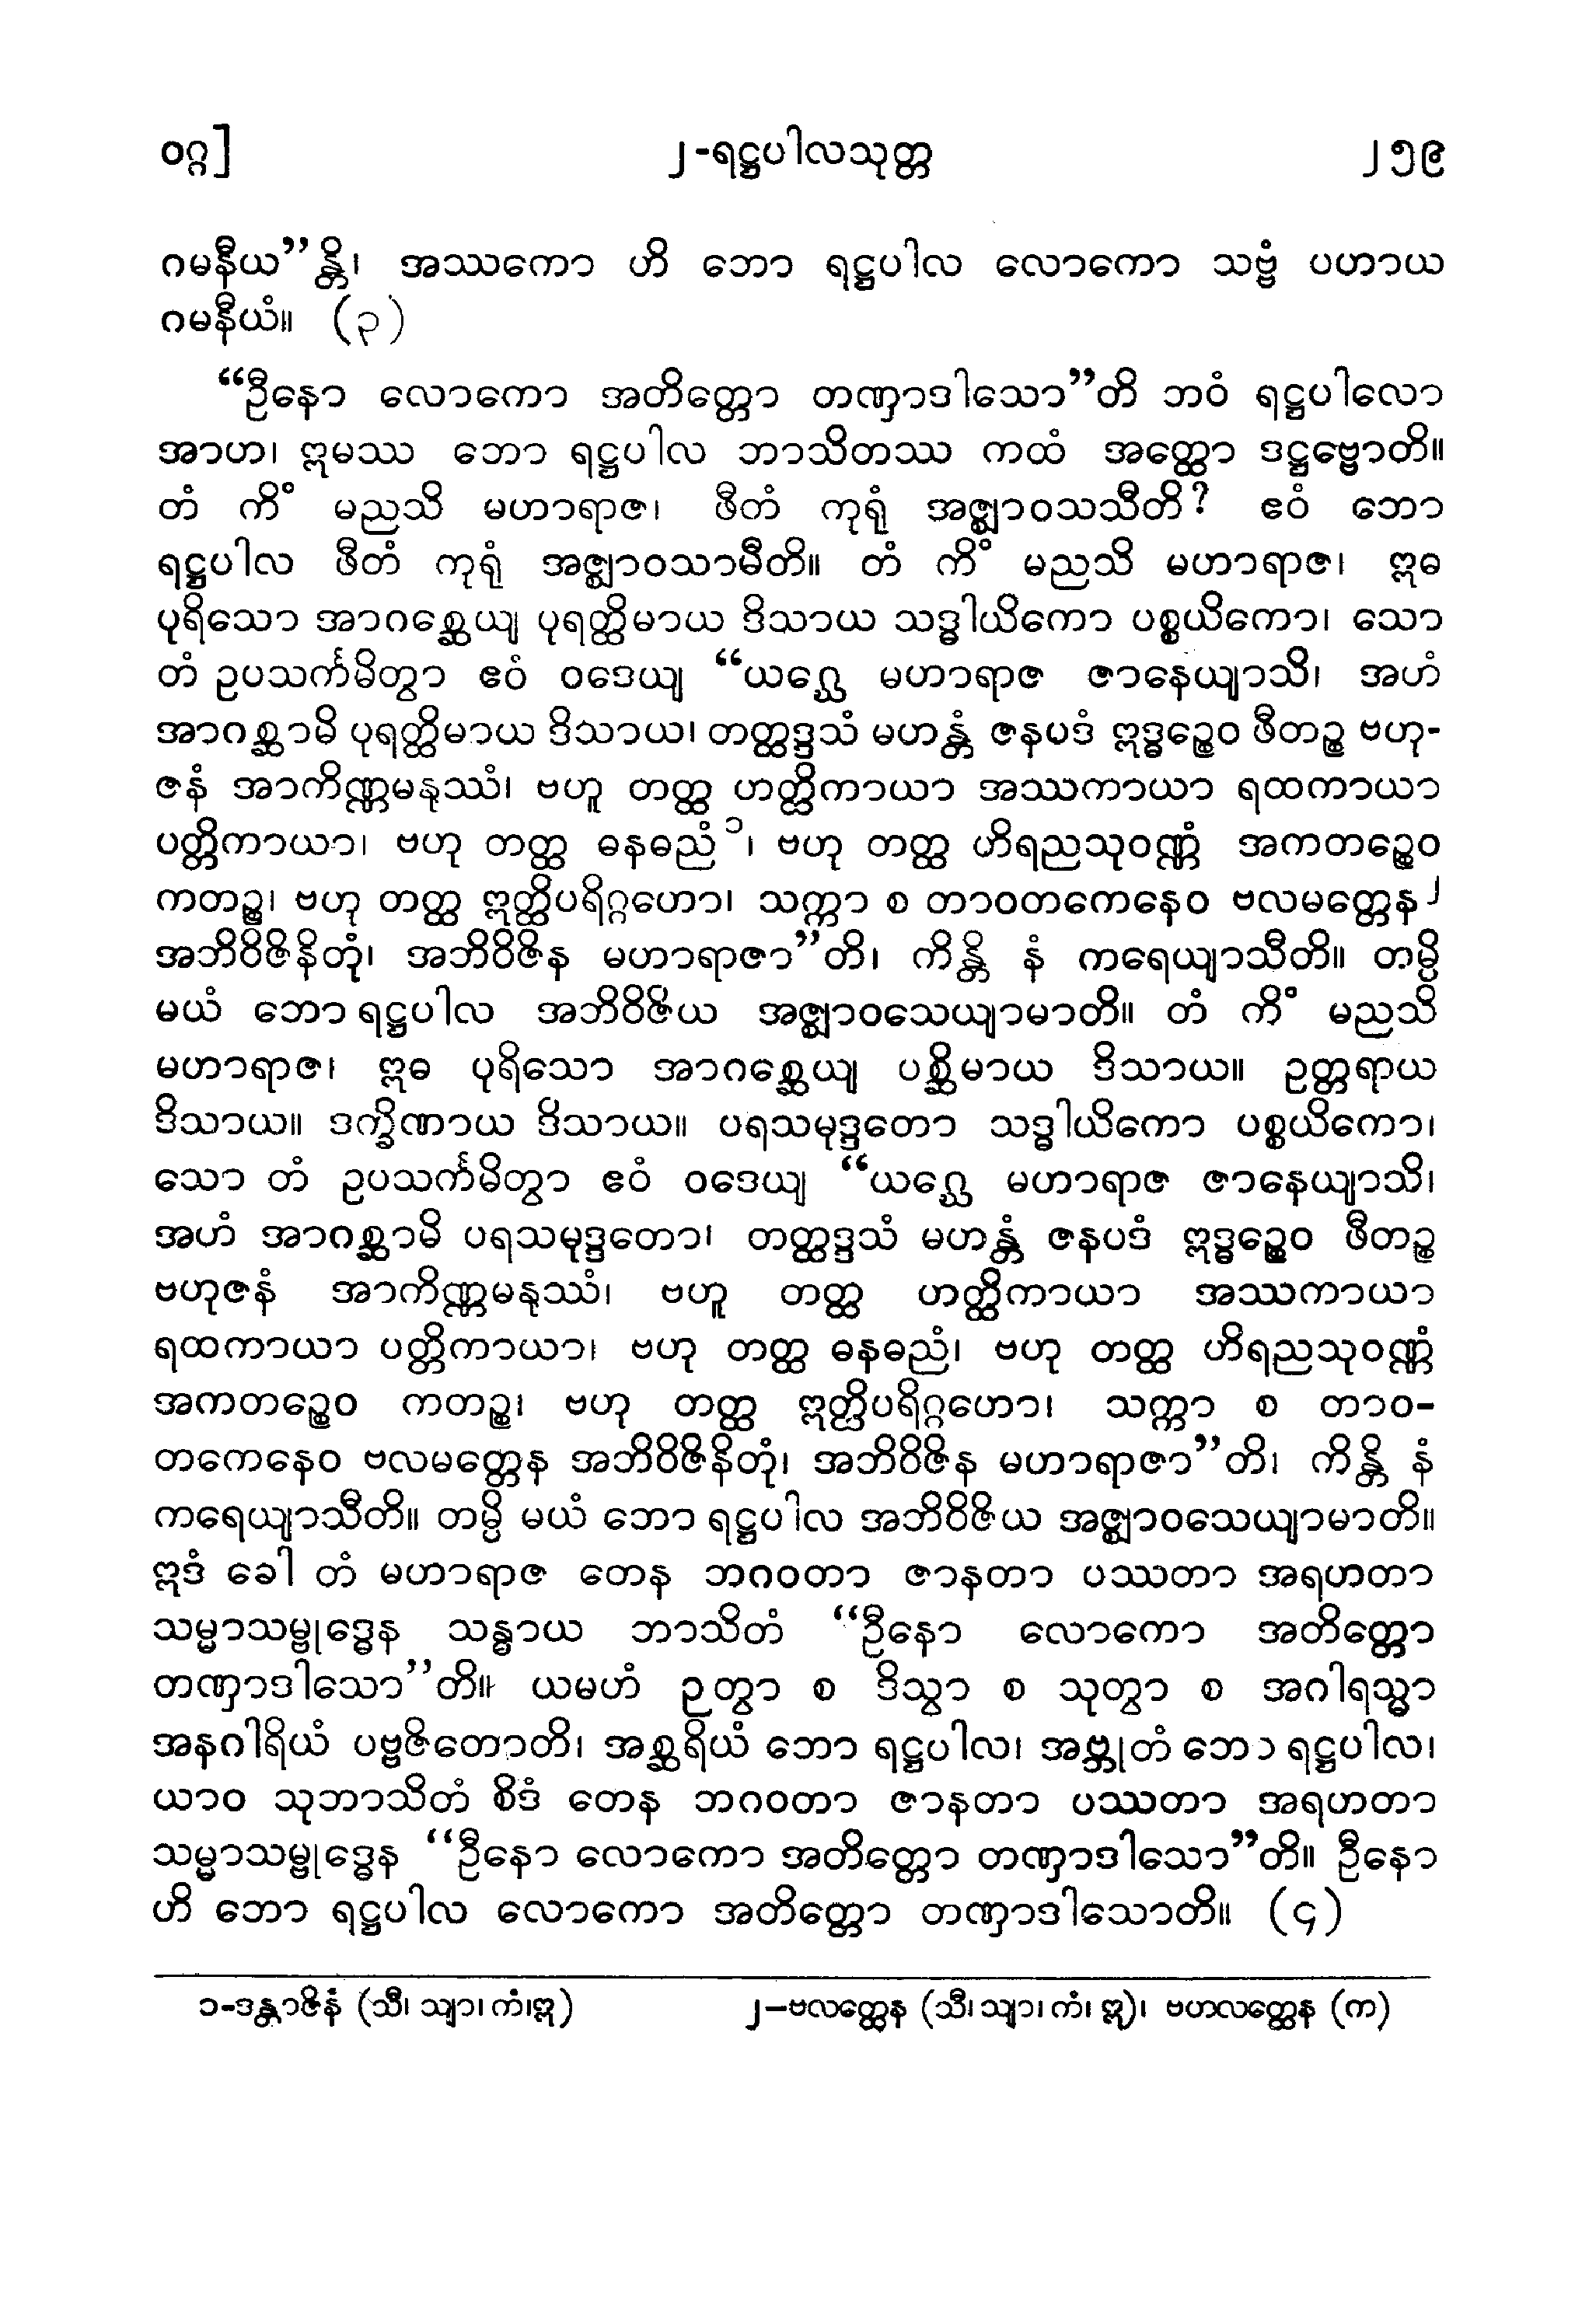 ဝဂ္ဂ] ၂-ရဋ္ဌပါလသုတ္တ ၂၅၉
ဂမနီယ”န္တိ၊ အဿကော ဟိ ဘော ရဋ္ဌပါလ လောကော သဗ္ဗံ ပဟာယ
ဂမနီယံ။ (၃)
“ဦနော လောကော အတိတ္တော တဏှာဒါသော”တိ ဘဝံ ရဋ္ဌပါလော
အာဟ၊ ဣမဿ ဘော ရဋ္ဌပါလ ဘာသိတဿ ကထံ အတ္ထော ဒဋ္ဌဗ္ဗောတိ။
တံ ကိံ မညသိ မဟာရာဇ၊ ဖီတံ ကုရုံ အဇ္ဈာဝသသီတိ? ဧဝံ ဘော
ရဋ္ဌပါလ ဖီတံ ကုရုံ အဇ္ဈာဝသာမီတိ။ တံ ကိံ မညသိ မဟာရာဇ၊ ဣဓ
ပုရိသော အာဂစ္ဆေယျ ပုရတ္ထိမာယ ဒိသာယ သဒ္ဓါယိကော ပစ္စယိကော၊ သော
တံ ဥပသင်္ကမိတွာ ဧဝံ ဝဒေယျ “ယဂ္ဃေ မဟာရာဇ ဇာနေယျာသိ၊ အဟံ
အာဂစ္ဆာမိ ပုရတ္ထိမာယ ဒိသာယ၊ တတ္ထဒ္ဒသံ မဟန္တံ ဇနပဒံ ဣဒ္ဓဉ္စေဝ ဖီတဉ္စ ဗဟု-
ဇနံ အာကိဏ္ဏမနုဿံ၊ ဗဟူ တတ္ထ ဟတ္ထိကာယာ အဿကာယာ ရထကာယာ
ပတ္တိကာယာ၊ ဗဟု တတ္ထ ဓနဓညံ ၁၊ ဗဟု တတ္ထ ဟိရညသုဝဏ္ဏံ အကတဉ္စေဝ
ကတဉ္စ၊ ဗဟု တတ္ထ ဣတ္ထိပရိဂ္ဂဟော၊ သက္ကာ စ တာဝတကေနေဝ ဗလမတ္တေန ၂
အဘိဝိဇိနိတုံ၊ အဘိဝိဇိန မဟာရာဇာ”တိ၊ ကိန္တိ နံ ကရေယျာသီတိ။ တမ္ပိ
မယံ ဘော ရဋ္ဌပါလ အဘိဝိဇိယ အဇ္ဈာဝသေယျာမာတိ။ တံ ကိံ မညသိ
မဟာရာဇ၊ ဣဓ ပုရိသော အာဂစ္ဆေယျ ပစ္ဆိမာယ ဒိသာယ။ ဥတ္တရာယ
ဒိသာယ။ ဒက္ခိဏာယ ဒိသာယ။ ပရသမုဒ္ဒတော သဒ္ဓါယိကော ပစ္စယိကော၊
သော တံ ဥပသင်္ကမိတွာ ဧဝံ ဝဒေယျ “ယဂ္ဃေ မဟာရာဇ ဇာနေယျာသိ၊
အဟံ အာဂစ္ဆာမိ ပရသမုဒ္ဒတော၊ တတ္ထဒ္ဒသံ မဟန္တံ ဇနပဒံ ဣဒ္ဓဉ္စေဝ ဖီတဉ္စ
ဗဟုဇနံ အာကိဏ္ဏမနုဿံ၊ ဗဟူ တတ္ထ ဟတ္ထိကာယာ အဿကာယာ
ရထကာယာ ပတ္တိကာယာ၊ ဗဟု တတ္ထ ဓနဓညံ၊ ဗဟု တတ္ထ ဟိရညသုဝဏ္ဏံ
အကတဉ္စေဝ ကတဉ္စ၊ ဗဟု တတ္ထ ဣတ္ထိပရိဂ္ဂဟော၊ သက္ကာ စ တာဝ-
တကေနေဝ ဗလမတ္တေန အဘိဝိဇိနိတုံ၊ အဘိဝိဇိန မဟာရာဇာ”တိ၊ ကိန္တိ နံ
ကရေယျာသီတိ။ တမ္ပိ မယံ ဘော ရဋ္ဌပါလ အဘိဝိဇိယ အဇ္ဈာဝသေယျာမာတိ။
ဣဒံ ခေါ တံ မဟာရာဇ တေန ဘဂဝတာ ဇာနတာ ပဿတာ အရဟတာ
သမ္မာသမ္ဗုဒ္ဓေန သန္ဓာယ ဘာသိတံ “ဦနော လောကော အတိတ္တော
တဏှာဒါသော”တိ။ ယမဟံ ဉတွာ စ ဒိသွာ စ သုတွာ စ အဂါရသ္မာ
အနဂါရိယံ ပဗ္ဗဇိတောတိ၊ အစ္ဆရိယံ ဘော ရဋ္ဌပါလ၊ အဗ္ဘုတံ ဘော ရဋ္ဌပါလ၊
ယာဝ သုဘာသိတံ စိဒံ တေန ဘဂဝတာ ဇာနတာ ပဿတာ အရဟတာ
သမ္မာသမ္ဗုဒ္ဓေန “ဦနော လောကော အတိတ္တော တဏှာဒါသော”တိ။ ဦနော
ဟိ ဘော ရဋ္ဌပါလ လောကော အတိတ္တော တဏှာဒါသောတိ။ (၄)
၁-ဒန္တာဇိနံ (သီ၊ သျာ၊ ကံ၊ဣ) ၂-ဗလတ္ထေန (သီ၊ သျာ၊ ကံ၊ ဣ)၊ ဗဟလတ္ထေန (က)